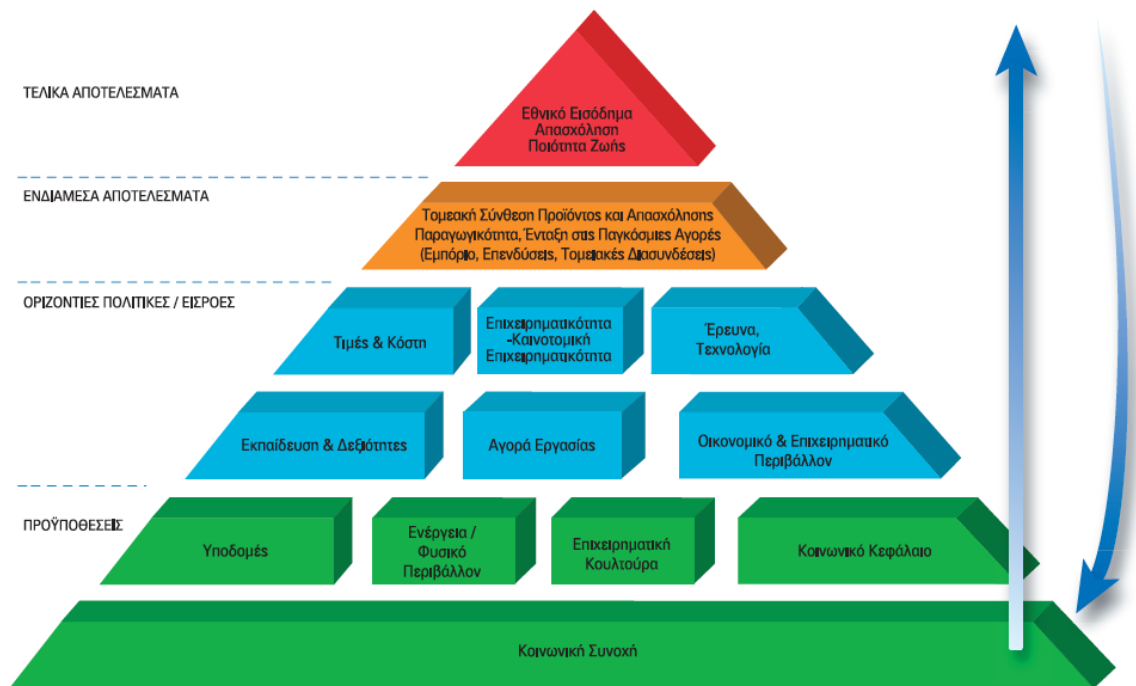 ΤΕΛΙΚΑ ΑΠΟΤΕΛΕΣΜΑΤΑ
Εθνικό Εισόδημα
Απασχόληση
Ποιότητα Ζωής
ΕΝΔΙΑΜΕΣΑ ΑΠΟΤΕΛΕΣΜΑΤΑ
Τομεακή Σύνθεση Προϊόντος και Απασχόλησης
Παραγωγικότητα, Ένταξη στις Παγκόσμιες Αγορές
(Εμπόριο, Επενδύσεις, Τομειακές Διασυνδέσεις)
ΟΡΙΖΟΝΤΙΕΣ ΠΟΛΙΤΙΚΕΣ / ΕΙΣΡΟΕΣ
Τιμές & Κόστη
Επιχειρηματικότητα
-Καινοτομική
Επιχειρηματικότητα
Έρευνα,
Τεχνολογία
Εκπαίδευση & Δεξιότητες
Αγορά Εργασίας
Οικονομικό & Επιχειρηματικό
Περιβάλλον
ΠΡΟΫΠΟΘΕΣΕΙΣ
Υποδομές
Ενέργεια /
Φυσικό
Περιβάλλον
Επιχειρηματική
Κουλτούρα
Κοινωνικό Κεφάλαιο
Κοινωνική Συνοχή